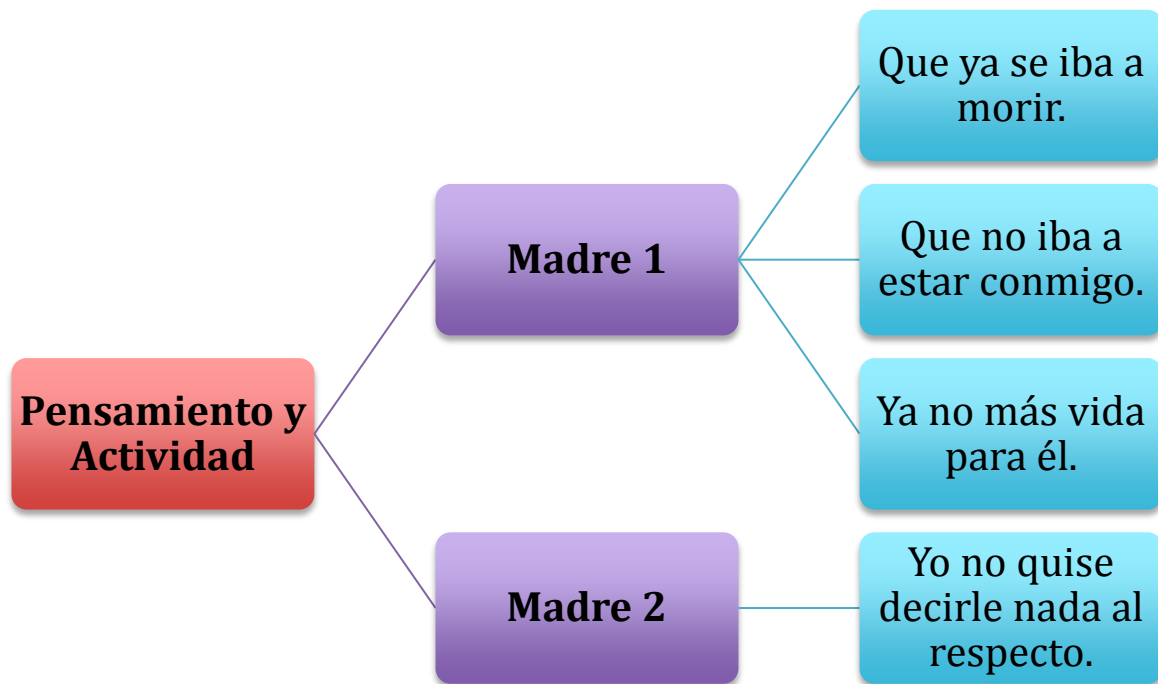 Pensamiento y
Actividad
Madre 1
Que ya se iba a
morir.
Que no iba a
estar conmigo.
Ya no más vida
para él.
Madre 2
Yo no quise
decirle nada al
respecto.